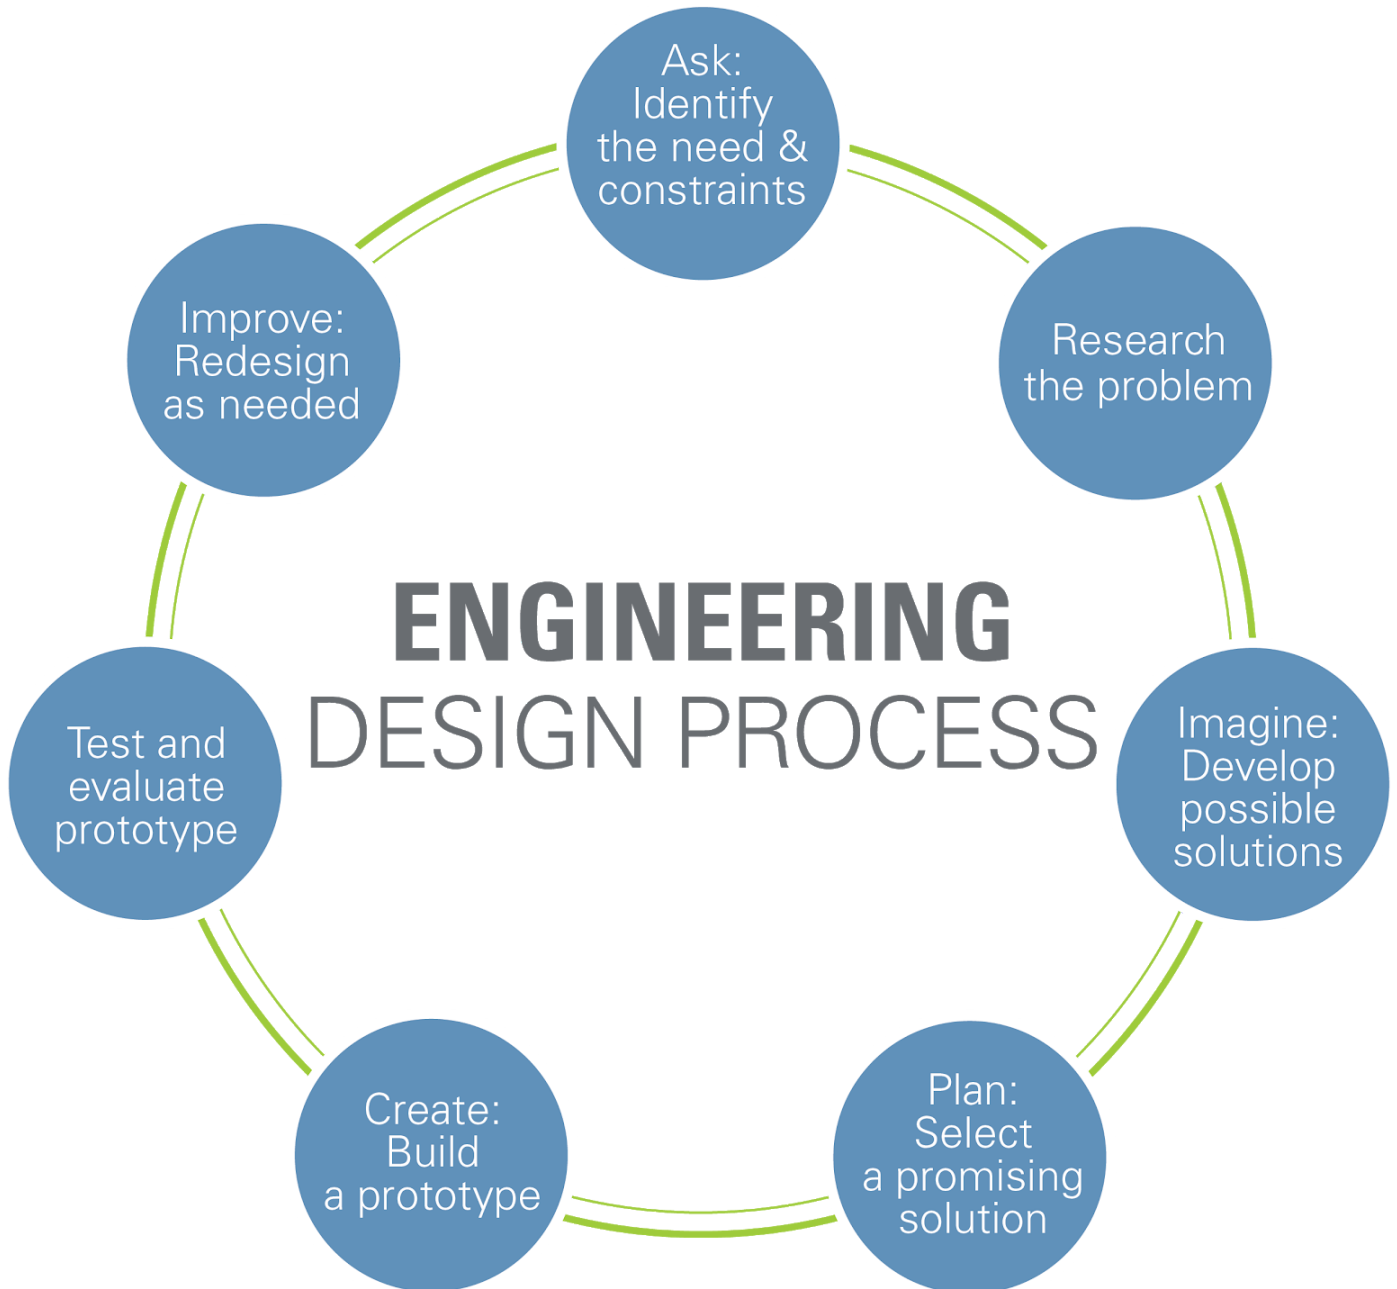 Ask:
Identify
the need &
constraints
Research
the problem
Imagine:
Develop
possible
solutions
Plan:
Select
a promising
solution
Create:
Build
a prototype
Test and
evaluate
prototype
Improve:
Redesign
as needed
ENGINEERING
DESIGN PROCESS